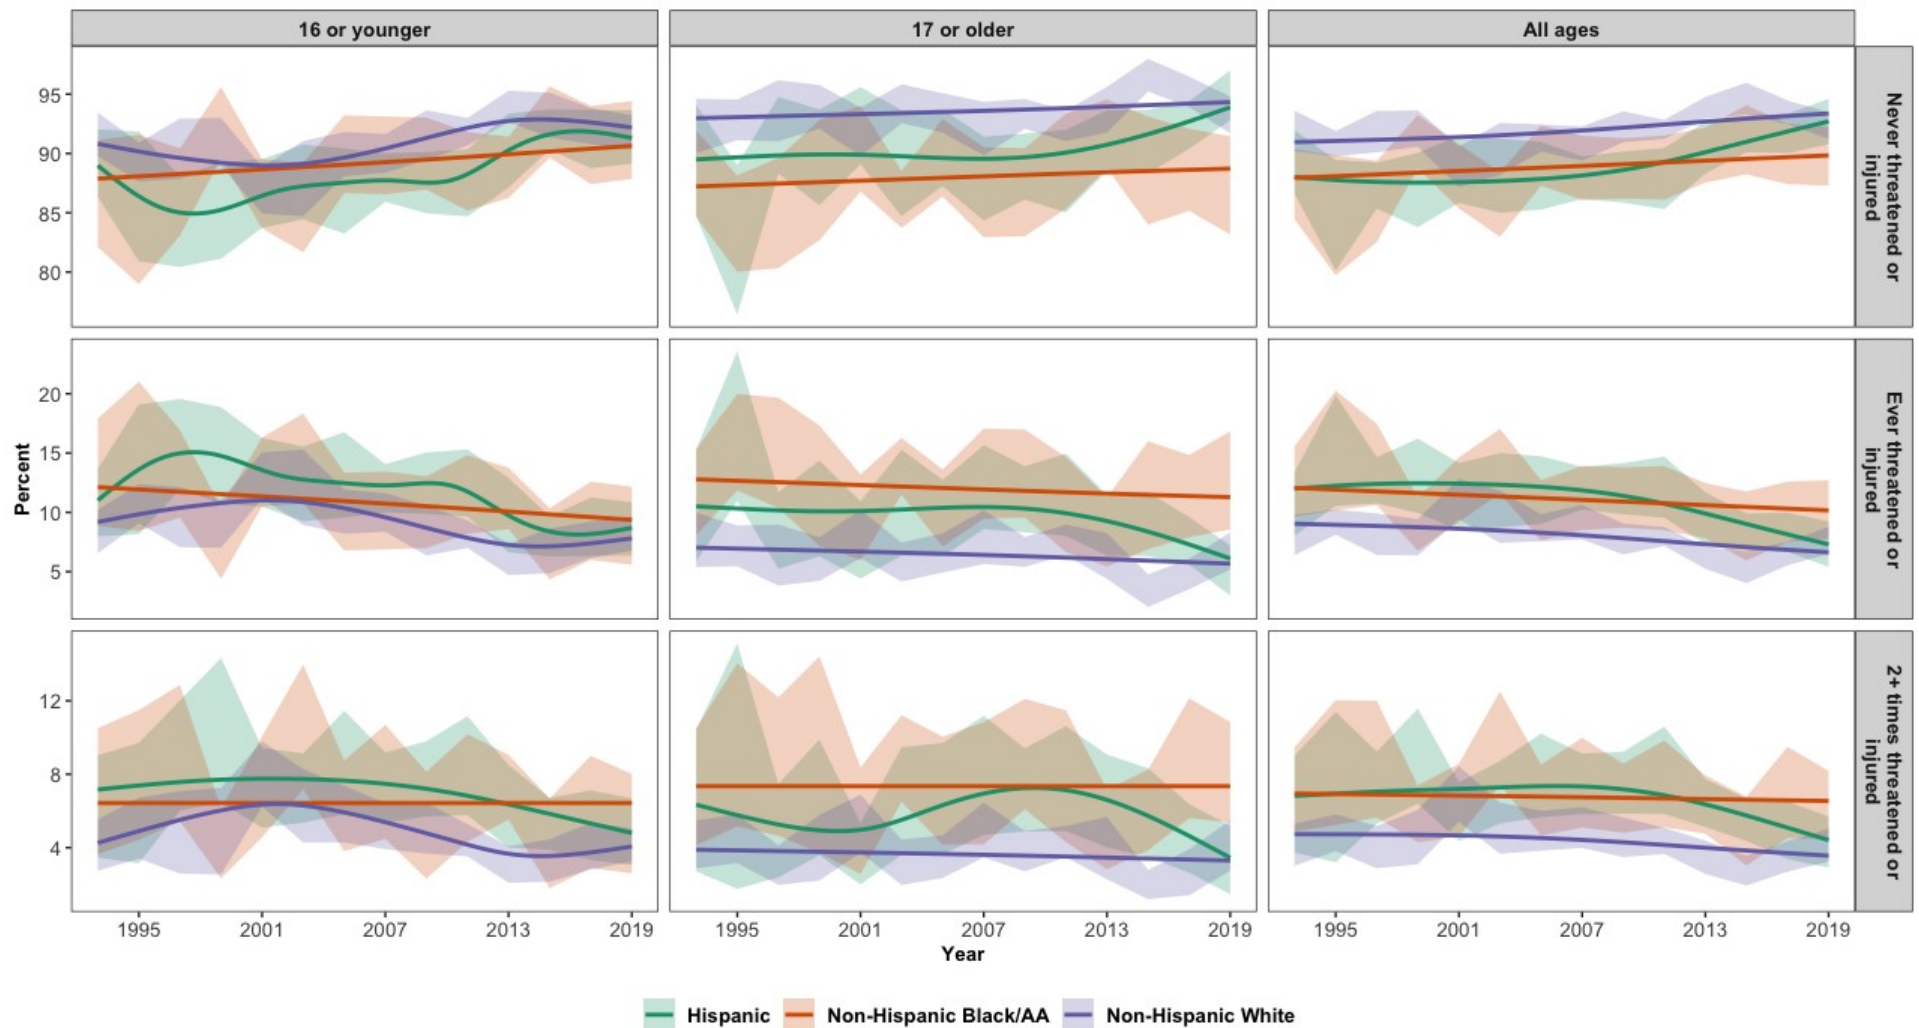 16 or younger
17 or older
All ages
95
90
85
80
Never threatened or
injured
Percent
20
15
10
5
Ever threatened or
injured
12
8
4
2+ times threatened or
injured
1995
2001
2007
2013
2019
1995
2001
2007
2013
2019
1995
2001
2007
2013
2019
Year
Hispanic
Non-Hispanic Black/AA
Non-Hispanic White